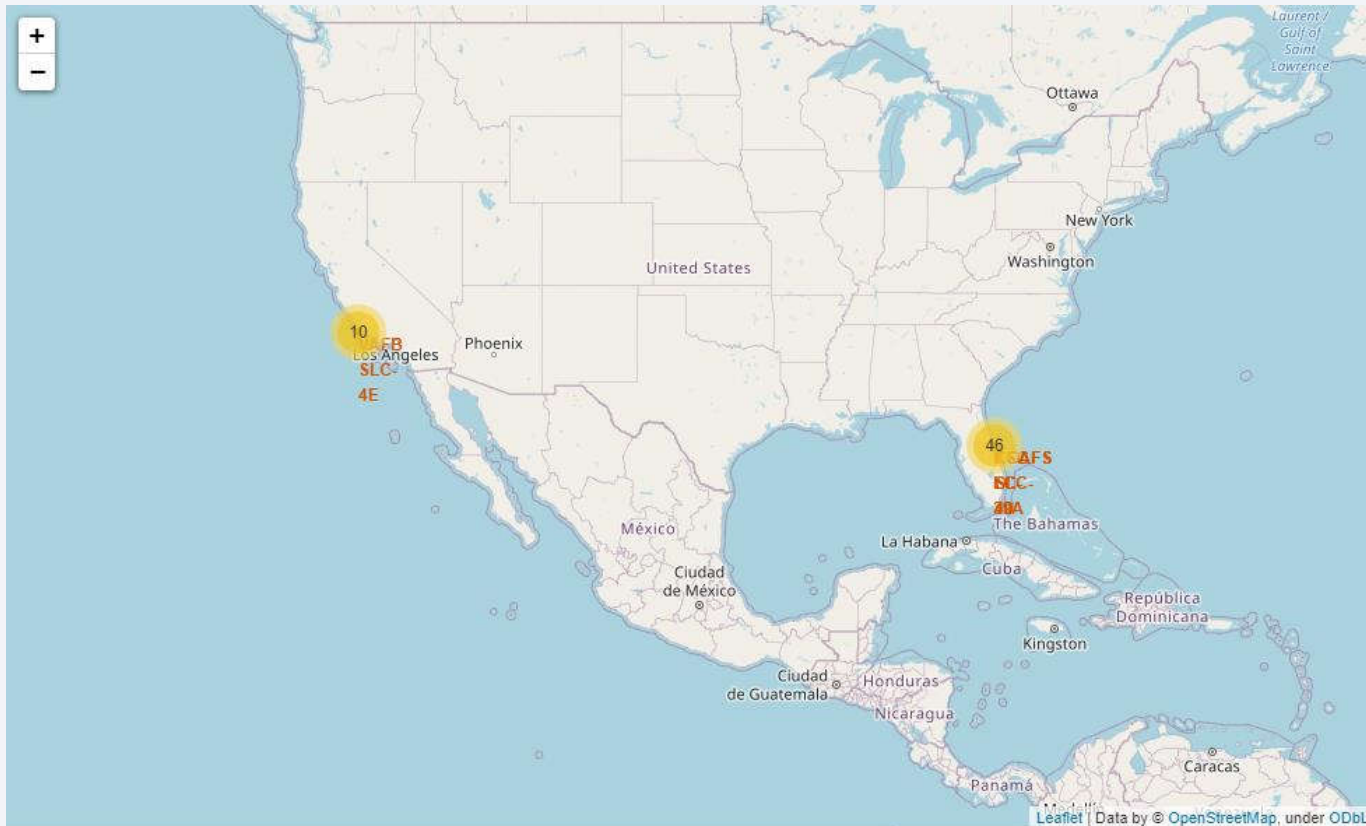 +
−
Laurent /
Gulf of
Saint
Lawrence
Ottawa
New York
Washington
United States
10
Phoenix
Los Angeles
SLC-
4E
46
The Bahamas
México
La Habana
Cuba
Ciudad
de México
República
Dominicana
Kingston
Ciudad
de Guatemala
Honduras
Nicaragua
Caracas
Panamá
Leaflet | Data by © OpenStreetMap, under ODbL